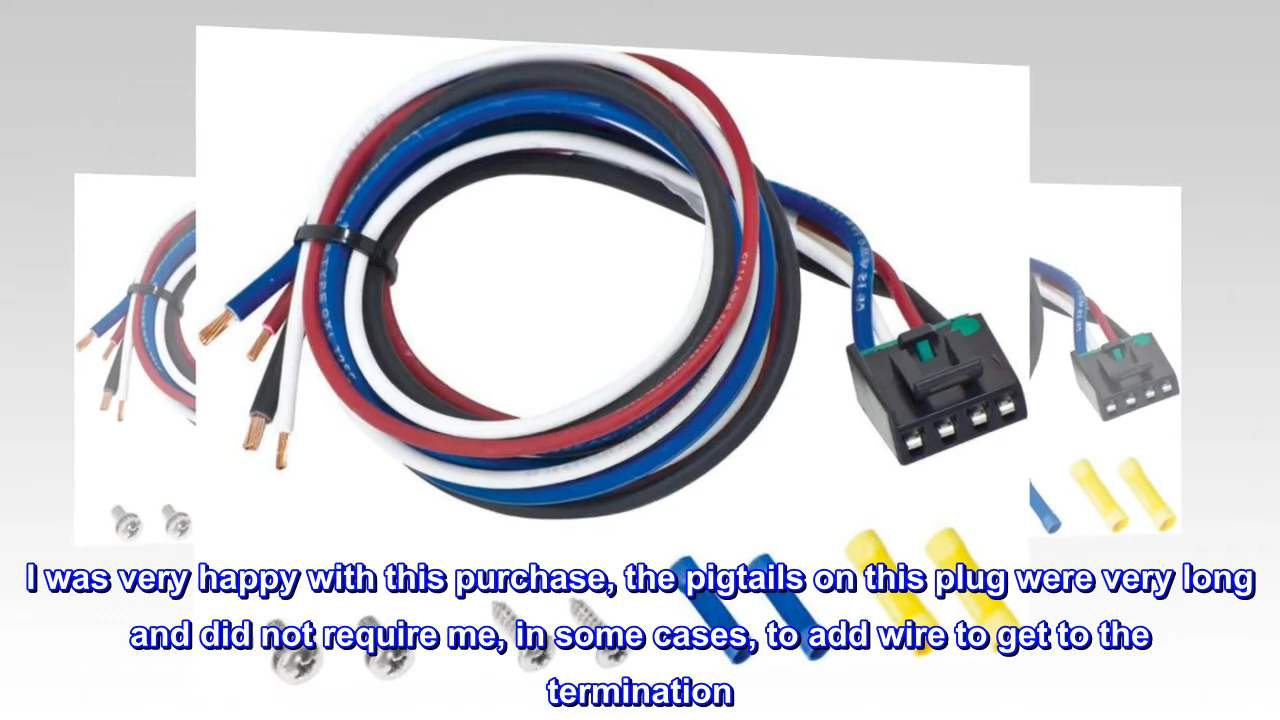 I was very happy with this purchase, the pigtails on this plug were very long
and did not require me, in some cases, to add wire to get to the
termination